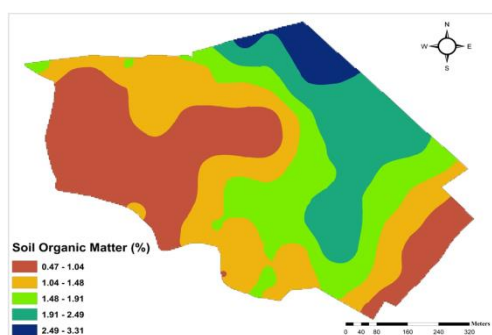 N
W E
S
Soil Organic Matter (%)
0.47 - 1.04
1.04 - 1.48
1.48 - 1.91
1.91 - 2.49
2.49 - 3.31
Meters
0 40 80 160 240 320